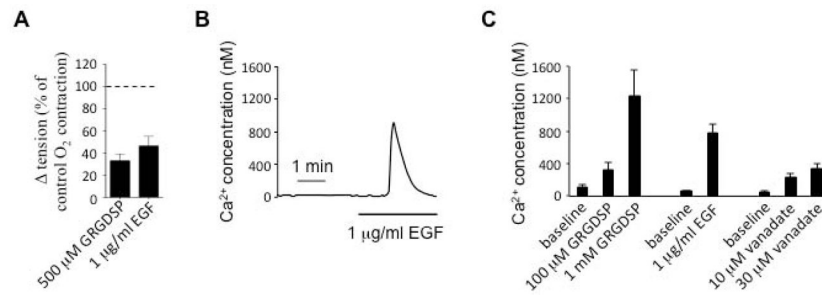 A
Δ tension (% of
control O₂ contraction)
120
100
80
60
40
20
0
500 μM GRGDSP
1 μg/ml EGF
B
Ca²⁺ concentration (nM)
1600
1200
800
400
0
1 min
1 μg/ml EGF
C
Ca²⁺ concentration (nM)
1600
1200
800
400
0
baseline
100 μM GRGDSP
1 mM GRGDSP
baseline
1 μg/ml EGF
baseline
10 μM vanadate
30 μM vanadate